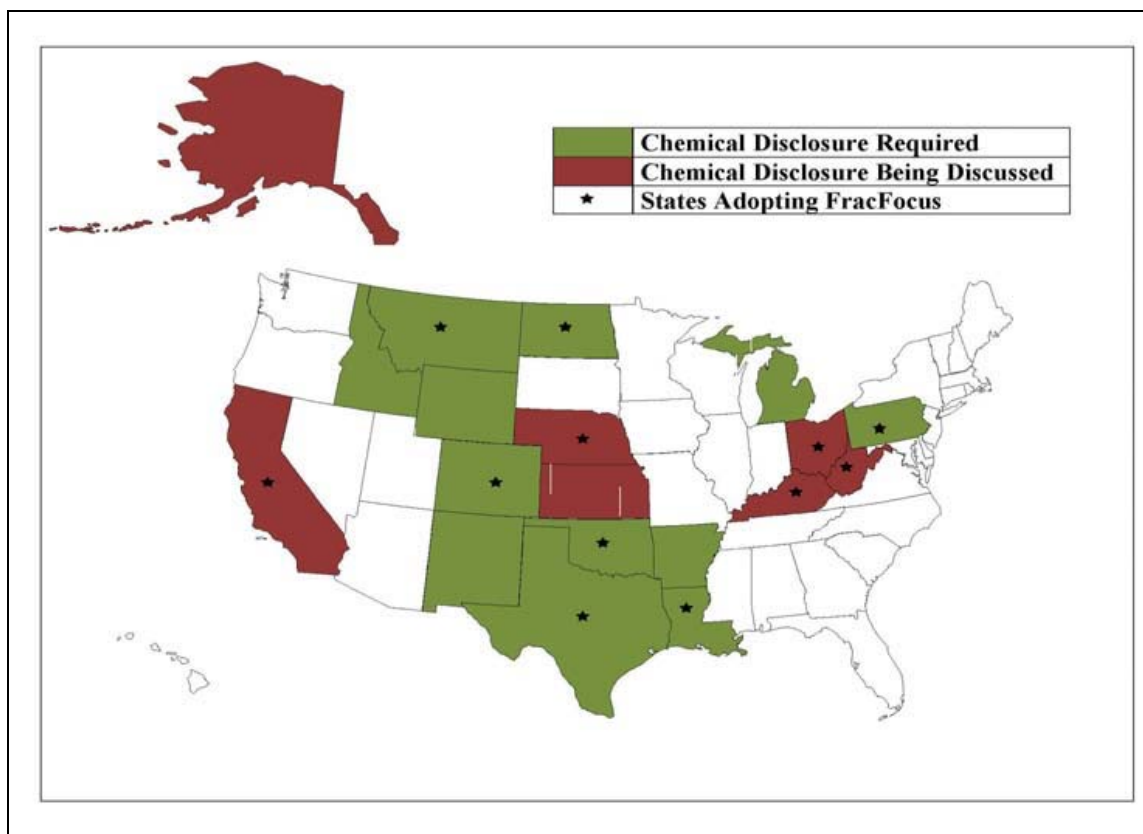 Chemical Disclosure Required
Chemical Disclosure Being Discussed
States Adopting FracFocus